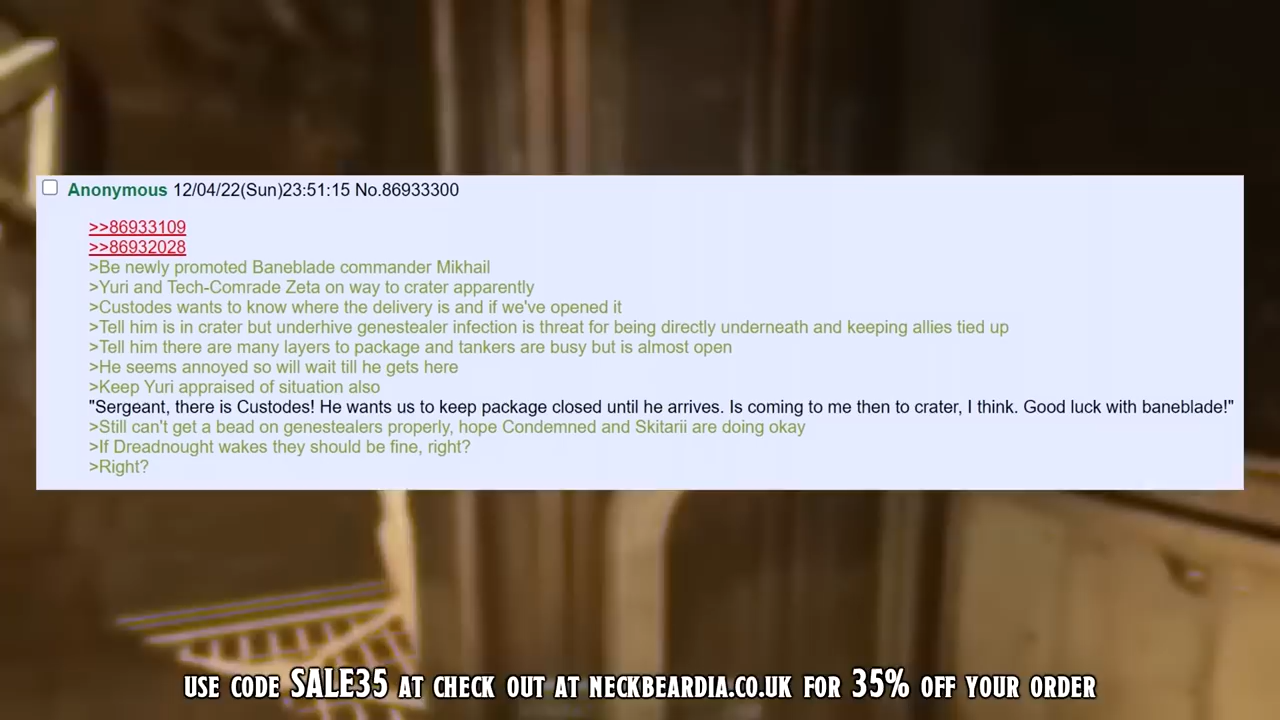 Anonymous 12/04/22(Sun)23:51:15 No.86933300
>>86933109
>>86932028
>Be newly promoted Baneblade commander Mikhail
>Yuri and Tech-Comrade Zeta on way to crater apparently
>Custodes wants to know where the delivery is and if we've opened it
>Tell him is in crater but underhive genestealer infection is threat for being directly underneath and keeping allies tied up
>Tell him there are many layers to package and tankers are busy but is almost open
>He seems annoyed so will wait till he gets here
>Keep Yuri appraised of situation also
"Sergeant, there is Custodes! He wants us to keep package closed until he arrives. Is coming to me then to crater, I think. Good luck with baneblade!"
>Still can't get a bead on genestealers properly, hope Condemned and Skitarii are doing okay
>If Dreadnought wakes they should be fine, right?
>Right?
USE CODE SALE35 AT CHECK OUT AT NECKBEARDIA.CO.UK FOR 35% OFF YOUR ORDER